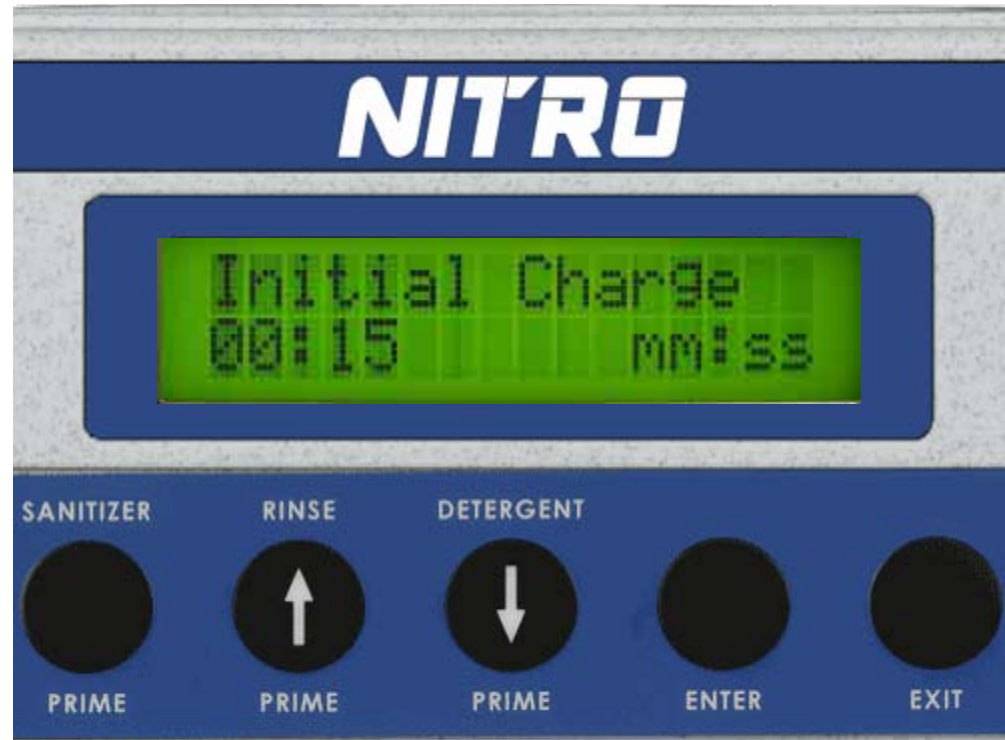 NITRO
Initial Charge
00:15 mm:ss
SANITIZER RINSE DETERGENT
PRIME PRIME PRIME ENTER EXIT